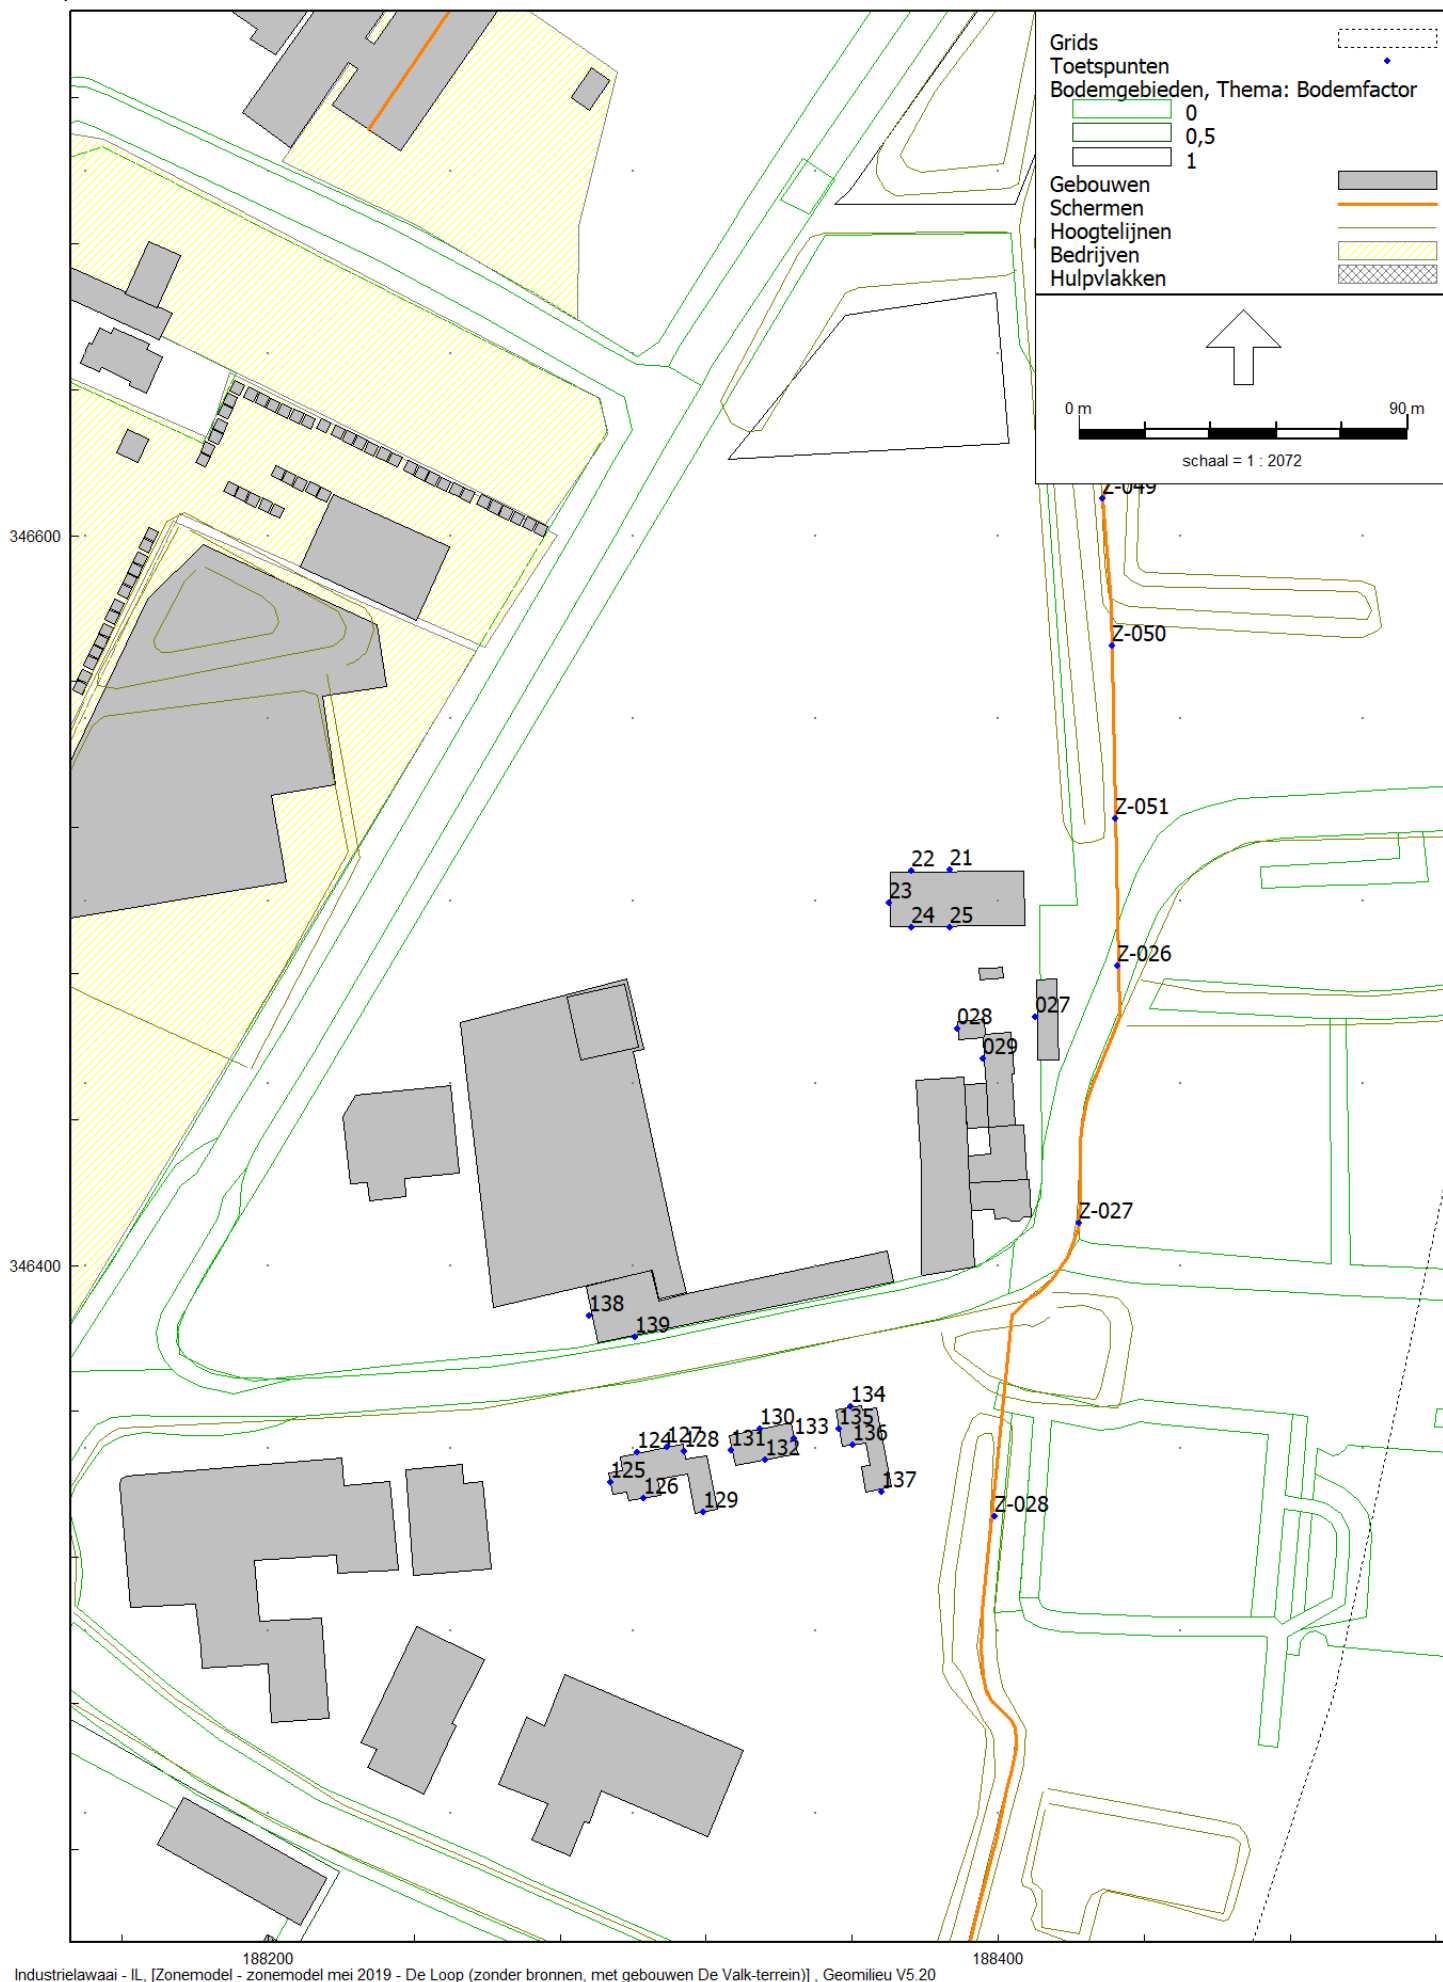 Grids
Toetspunten
Bodemgebieden, Thema: Bodemfactor
0
0,5
1
Gebouwen
Schermen
Hoogtelijnen
Bedrijven
Hulpvlakken
0 m 90 m
schaal = 1 : 2072
Z-049
346600
Z-050
Z-051
22 21
23
24 25
Z-026
027
028
029
Z-027
346400
138
139
134
130 135
127 133
124 128 131 136
132
125
126
137
129
Z-028
188200 188400
Industrielawaai - IL, [Zonemodel - zonemodel mei 2019 - De Loop (zonder bronnen, met gebouwen De Valk-terrein)] , Geomilieu V5.20